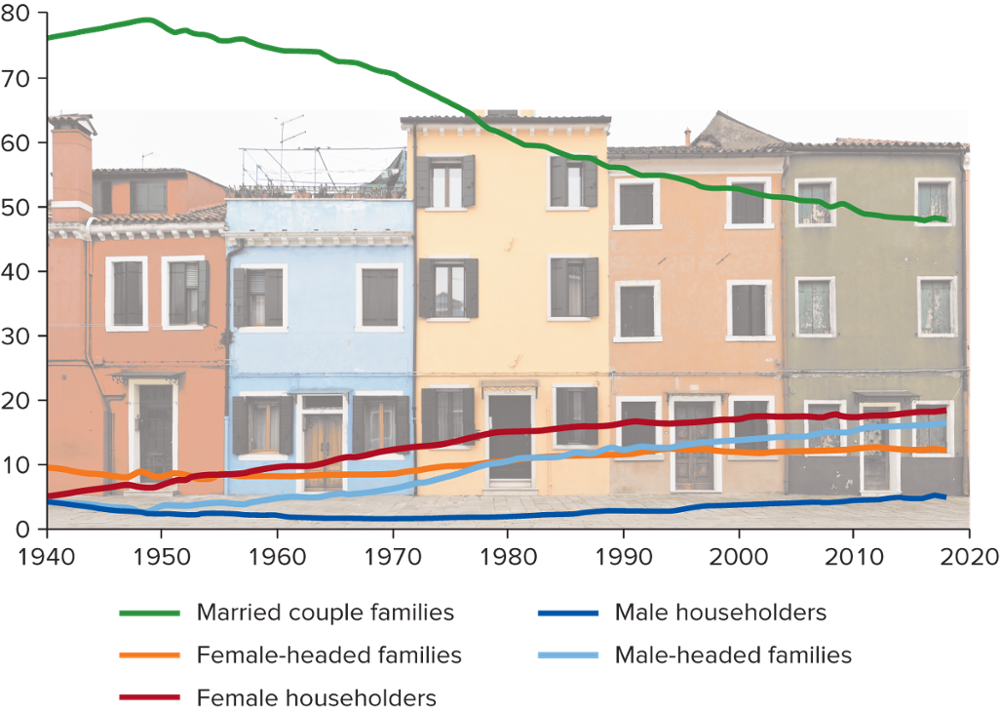 80
70
60
50
40
30
20
10
0
1940 1950 1960 1970 1980 1990 2000 2010 2020
Married couple families
Male householders
Female-headed families
Male-headed families
Female householders